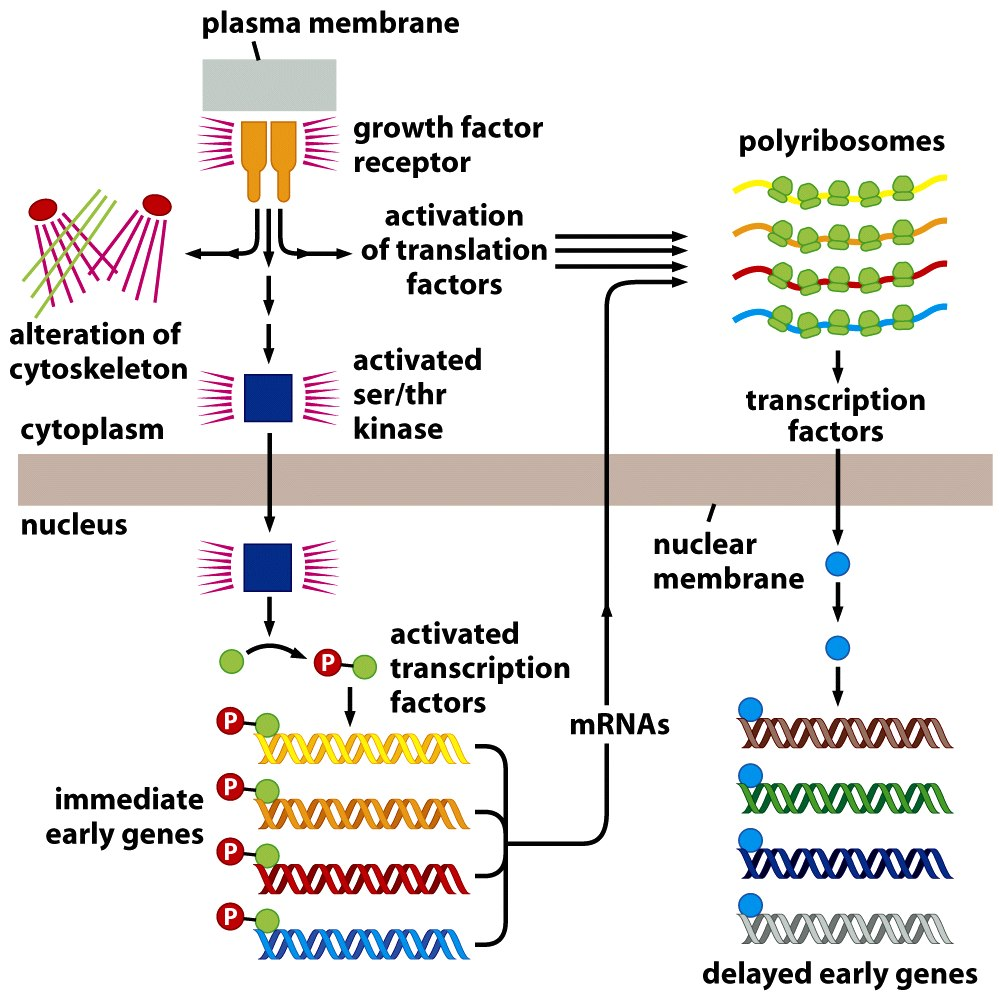 plasma membrane
growth factor
receptor
polyribosomes
activation
of translation
factors
alteration of
cytoskeleton
activated
ser/thr
kinase
transcription
factors
cytoplasm
nucleus
nuclear
membrane
activated
transcription
factors
P
mRNAs
P
immediate
early genes
P
P
P
delayed early genes